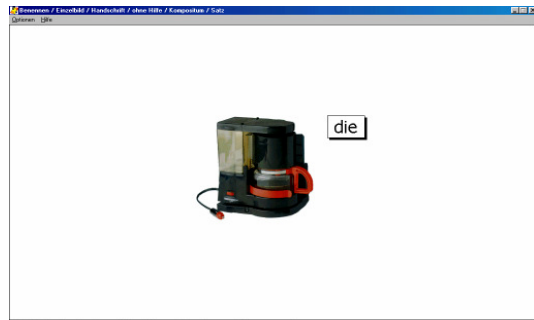 Benennen / Einzelbild / Handschrift / ohne Hilfe / Kompositum / Satz
Optionen Hilfe
die